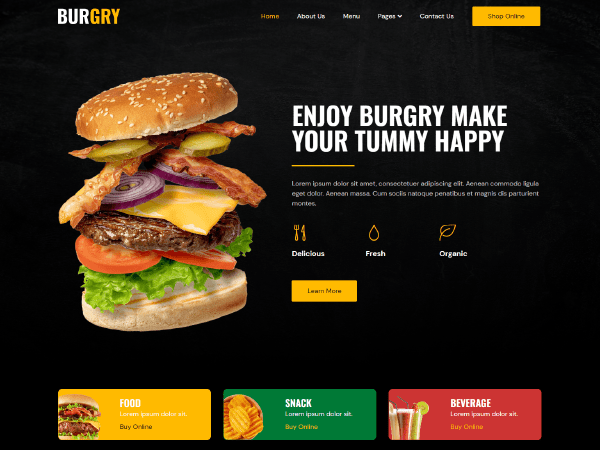 BURGRY
Home About Us Menu Pages Contact Us Shop Online
ENJOY BURGRY MAKE
YOUR TUMMY HAPPY
Lorem ipsum dolor sit amet, consectetuer adipiscing elit. Aenean commodo ligula
eget dolor. Aenean massa. Cum sociis natoque penatibus et magnis dis parturient
montes.
Delicious Fresh Organic
Learn More
FOOD
Lorem ipsum dolor sit.
Buy Online
SNACK
Lorem ipsum dolor sit.
Buy Online
BEVERAGE
Lorem ipsum dolor sit.
Buy Online